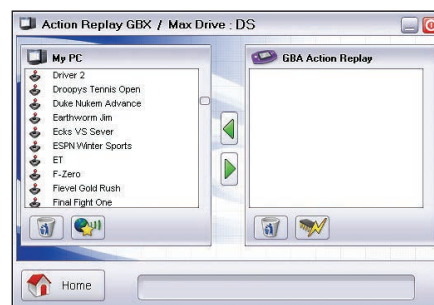 Action Replay GBX / Max Drive : DS
My PC
Driver 2
Droopys Tennis Open
Duke Nukem Advance
Earthworm Jim
Ecks VS Sever
ESPN Winter Sports
ET
F-Zero
Fievel Gold Rush
Final Fight One
GBA Action Replay
Home